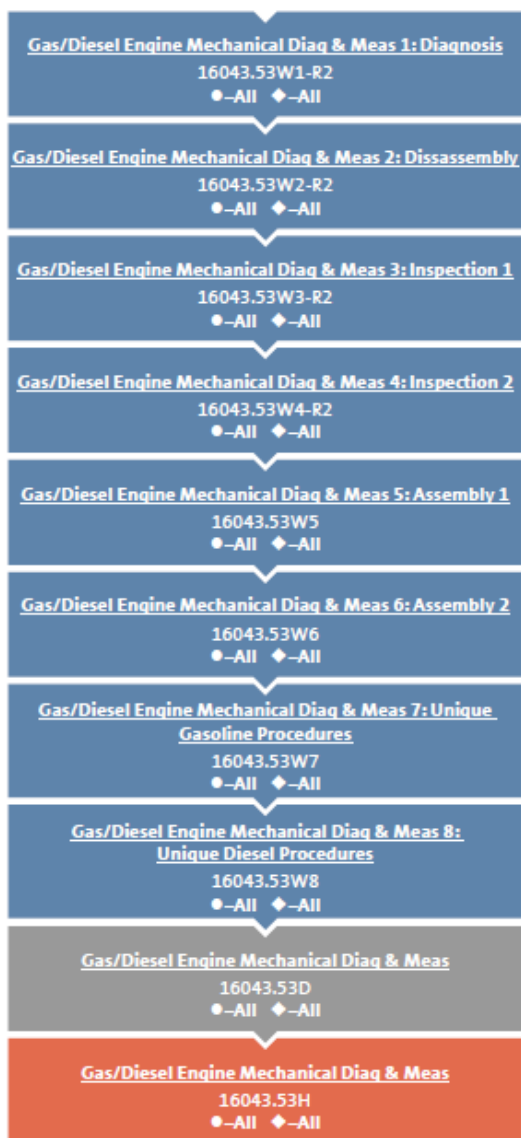 Gas/Diesel Engine Mechanical Diag & Meas 1: Diagnosis
16043.53W1-R2
●–All ◆–All
Gas/Diesel Engine Mechanical Diag & Meas 2: Dissassembly
16043.53W2-R2
●–All ◆–All
Gas/Diesel Engine Mechanical Diag & Meas 3: Inspection 1
16043.53W3-R2
●–All ◆–All
Gas/Diesel Engine Mechanical Diag & Meas 4: Inspection 2
16043.53W4-R2
●–All ◆–All
Gas/Diesel Engine Mechanical Diag & Meas 5: Assembly 1
16043.53W5
●–All ◆–All
Gas/Diesel Engine Mechanical Diag & Meas 6: Assembly 2
16043.53W6
●–All ◆–All
Gas/Diesel Engine Mechanical Diag & Meas 7: Unique
Gasoline Procedures
16043.53W7
●–All ◆–All
Gas/Diesel Engine Mechanical Diag & Meas 8:
Unique Diesel Procedures
16043.53W8
●–All ◆–All
Gas/Diesel Engine Mechanical Diag & Meas
16043.53D
●–All ◆–All
Gas/Diesel Engine Mechanical Diag & Meas
16043.53H
●–All ◆–All